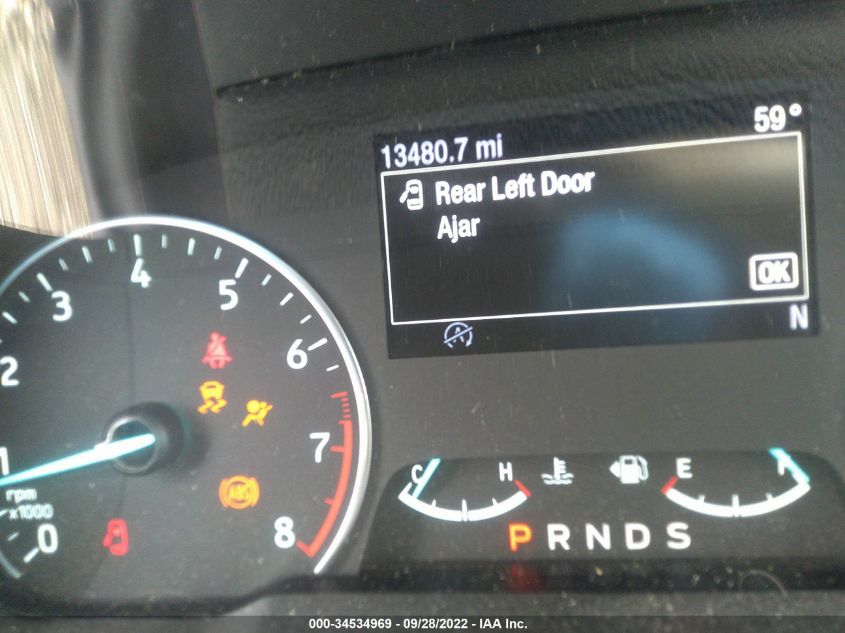 59°
13480.7 mi
Rear Left Door
Ajar
OK
N
0
1
2
3
4
5
6
7
8
rpm
x1000
ABS
C H E F
P R N D S
000-34534969 / 09/28/2022 - IAA Inc.